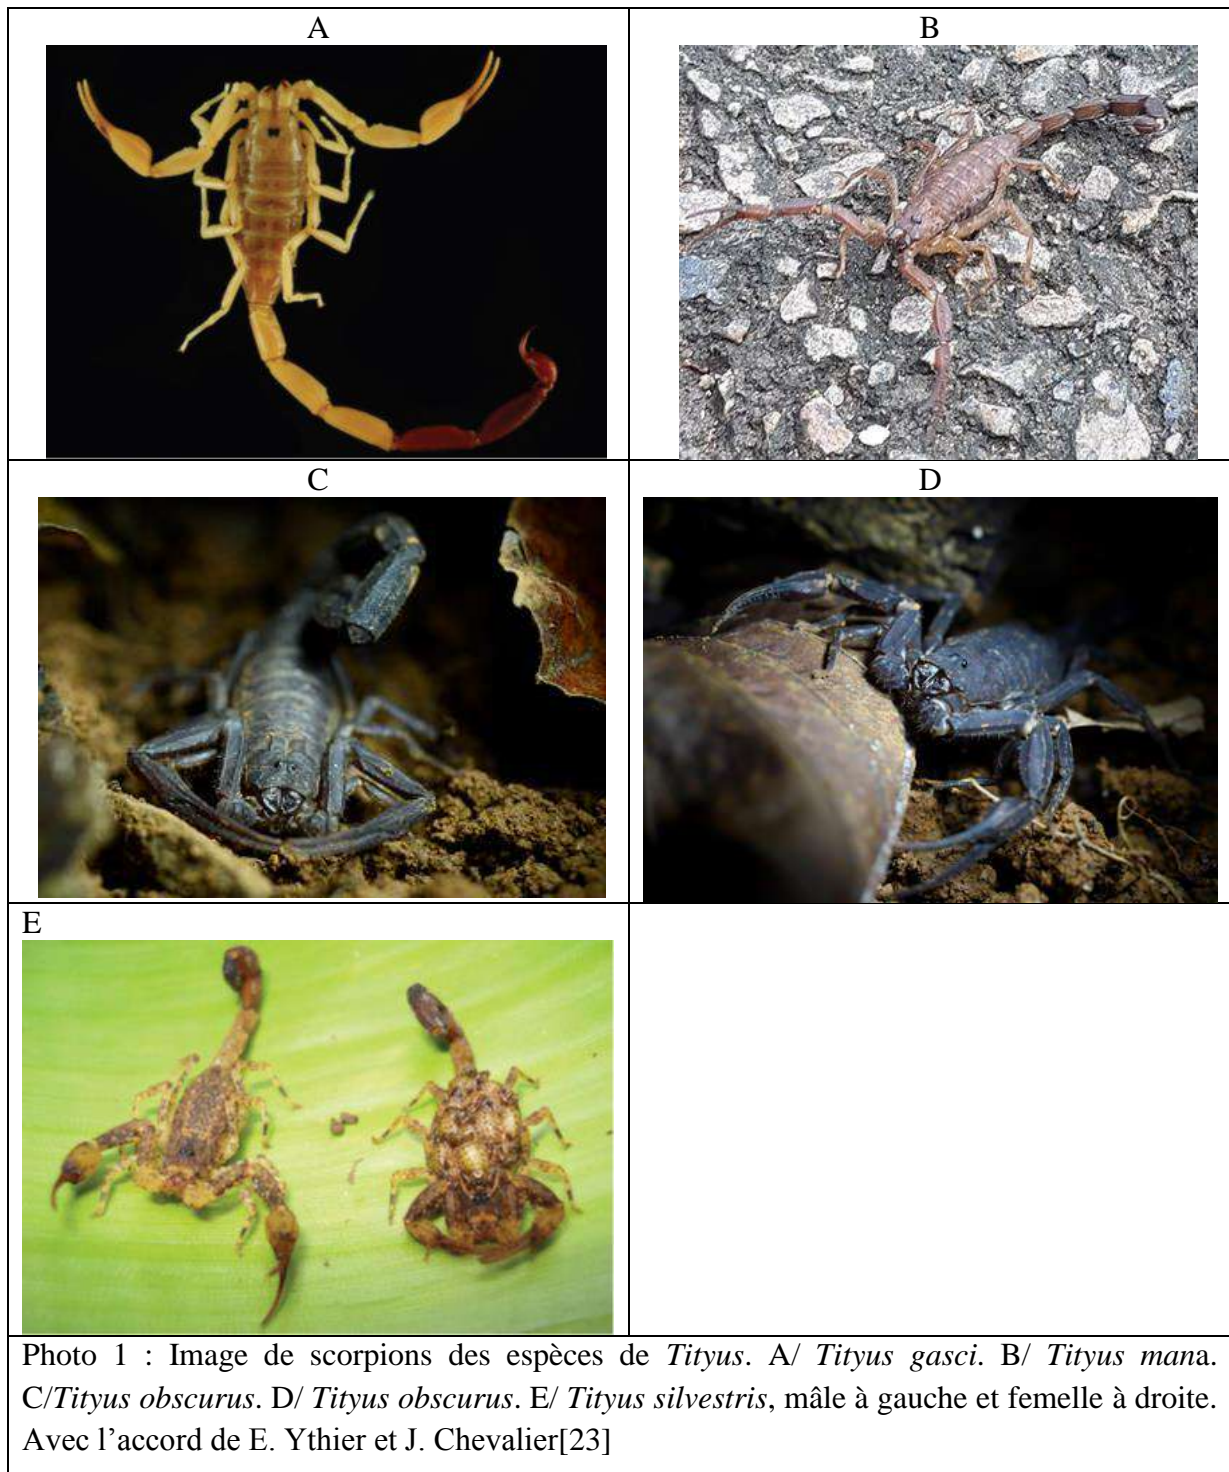 A
B
C
D
E
Photo 1 : Image de scorpions des espèces de Tityus. A/ Tityus gasci. B/ Tityus mana.
C/Tityus obscurus. D/ Tityus obscurus. E/ Tityus silvestris, mâle à gauche et femelle à droite.
Avec l’accord de E. Ythier et J. Chevalier[23]